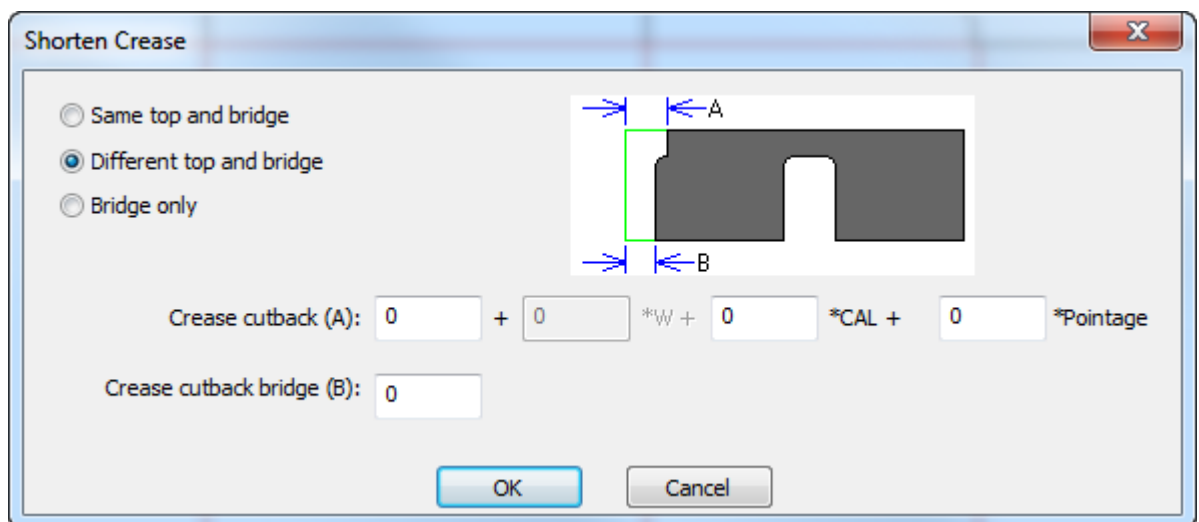 Shorten Crease
Same top and bridge
Different top and bridge
Bridge only
A
B
Crease cutback (A): 0 + 0 *W + 0 *CAL + 0 *Pointage
Crease cutback bridge (B): 0
OK Cancel